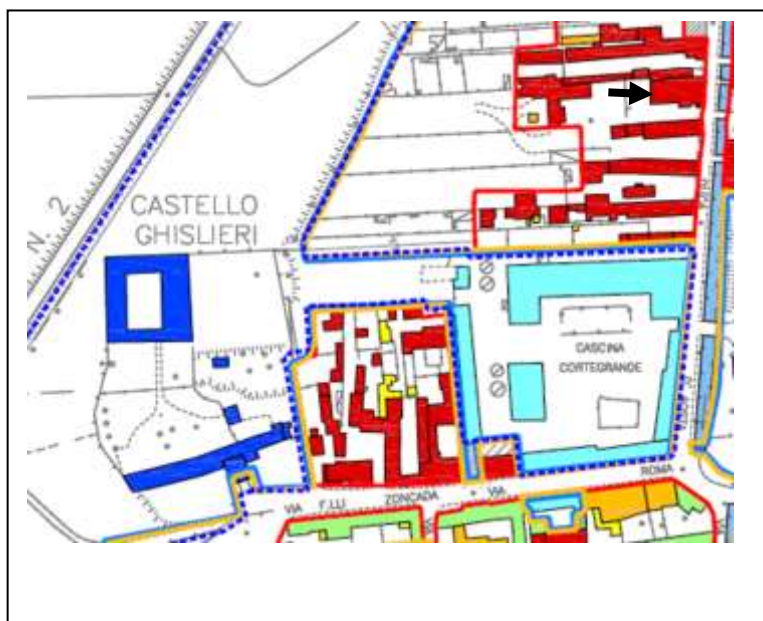 N. 2
CASTELLO
GHISLIERI
CASCINA
CORTEGRANDE
VIA F.LLI ZONCADA VIA ROMA